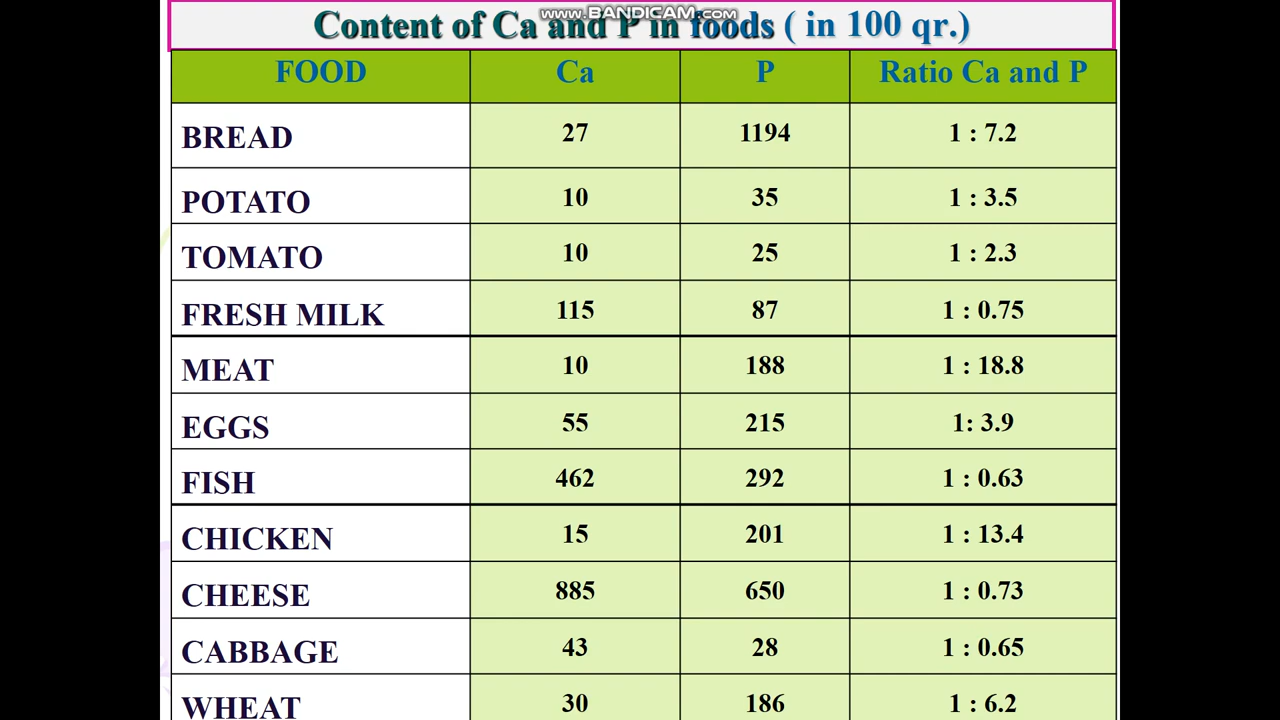 www.BANDICAM.com
Content of Ca and P in foods ( in 100 qr.)
FOOD Ca P Ratio Ca and P
BREAD 27 1194 1 : 7.2
POTATO 10 35 1 : 3.5
TOMATO 10 25 1 : 2.3
FRESH MILK 115 87 1 : 0.75
MEAT 10 188 1 : 18.8
EGGS 55 215 1: 3.9
FISH 462 292 1 : 0.63
CHICKEN 15 201 1 : 13.4
CHEESE 885 650 1 : 0.73
CABBAGE 43 28 1 : 0.65
WHEAT 30 186 1 : 6.2